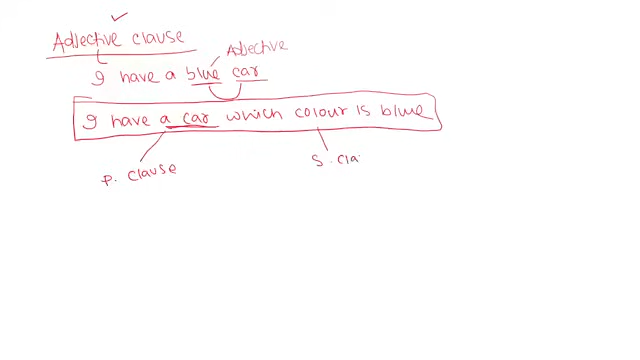 Adjective clause
Adjective
I have a blue car
I have a car which colour is blue
P. clause
S. cla